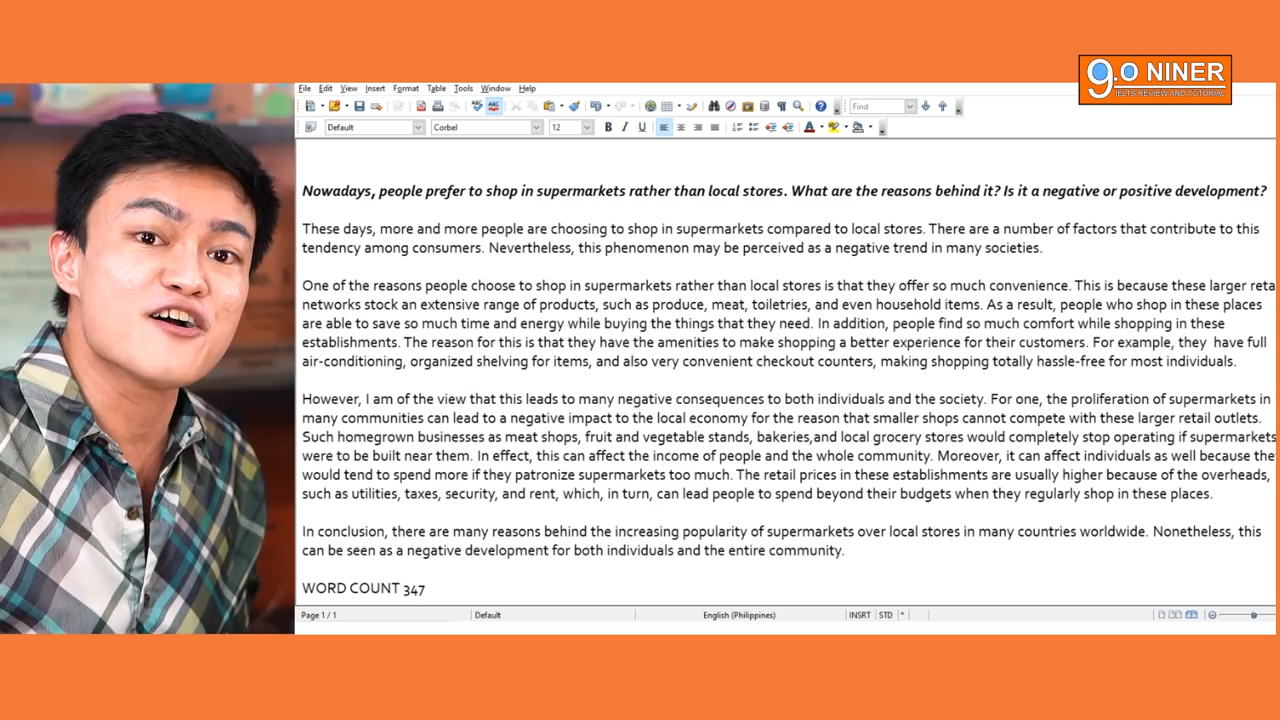 9.0 NINER
IELTS REVIEW AND TUTORIAL
File Edit View Insert Format Table Tools Window Help
Find
Default Corbel 12
Nowadays, people prefer to shop in supermarkets rather than local stores. What are the reasons behind it? Is it a negative or positive development?
These days, more and more people are choosing to shop in supermarkets compared to local stores. There are a number of factors that contribute to this
tendency among consumers. Nevertheless, this phenomenon may be perceived as a negative trend in many societies.
One of the reasons people choose to shop in supermarkets rather than local stores is that they offer so much convenience. This is because these larger reta
networks stock an extensive range of products, such as produce, meat, toiletries, and even household items. As a result, people who shop in these places
are able to save so much time and energy while buying the things that they need. In addition, people find so much comfort while shopping in these
establishments. The reason for this is that they have the amenities to make shopping a better experience for their customers. For example, they have full
air-conditioning, organized shelving for items, and also very convenient checkout counters, making shopping totally hassle-free for most individuals.
However, I am of the view that this leads to many negative consequences to both individuals and the society. For one, the proliferation of supermarkets in
many communities can lead to a negative impact to the local economy for the reason that smaller shops cannot compete with these larger retail outlets.
Such homegrown businesses as meat shops, fruit and vegetable stands, bakeries,and local grocery stores would completely stop operating if supermarkets
were to be built near them. In effect, this can affect the income of people and the whole community. Moreover, it can affect individuals as well because the
would tend to spend more if they patronize supermarkets too much. The retail prices in these establishments are usually higher because of the overheads,
such as utilities, taxes, security, and rent, which, in turn, can lead people to spend beyond their budgets when they regularly shop in these places.
In conclusion, there are many reasons behind the increasing popularity of supermarkets over local stores in many countries worldwide. Nonetheless, this
can be seen as a negative development for both individuals and the entire community.
WORD COUNT 347
Page 1 / 1 Default English (Philippines) INSRT STD *